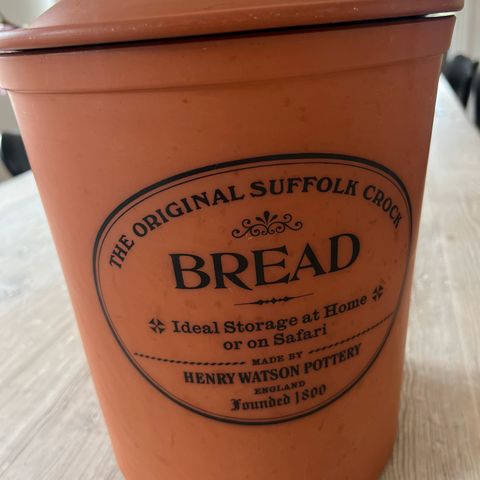 THE ORIGINAL SUFFOLK CROCK
BREAD
Ideal Storage at Home
or on Safari
MADE BY
HENRY WATSON POTTERY
ENGLAND
Founded 1800